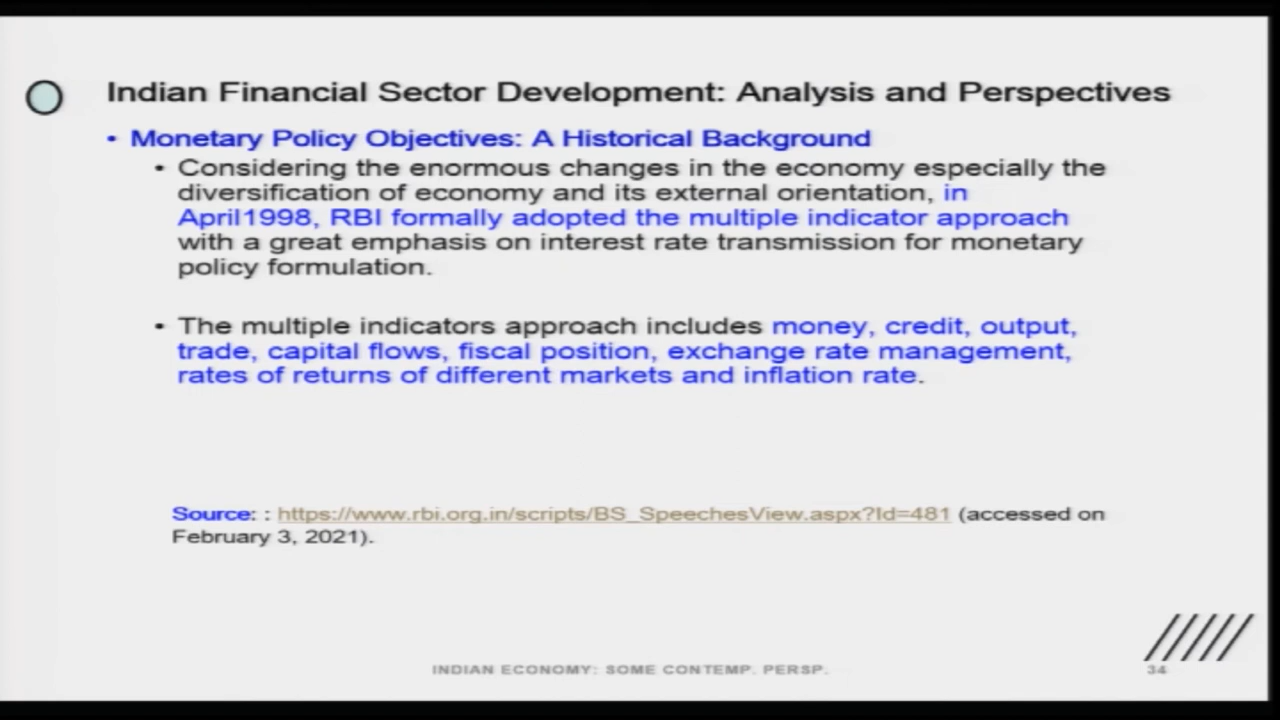 Indian Financial Sector Development: Analysis and Perspectives
• Monetary Policy Objectives: A Historical Background
• Considering the enormous changes in the economy especially the
diversification of economy and its external orientation, in
April1998, RBI formally adopted the multiple indicator approach
with a great emphasis on interest rate transmission for monetary
policy formulation.
• The multiple indicators approach includes money, credit, output,
trade, capital flows, fiscal position, exchange rate management,
rates of returns of different markets and inflation rate.
Source: : https://www.rbi.org.in/scripts/BS_SpeechesView.aspx?Id=481 (accessed on
February 3, 2021).
INDIAN ECONOMY: SOME CONTEMP. PERSP.
34